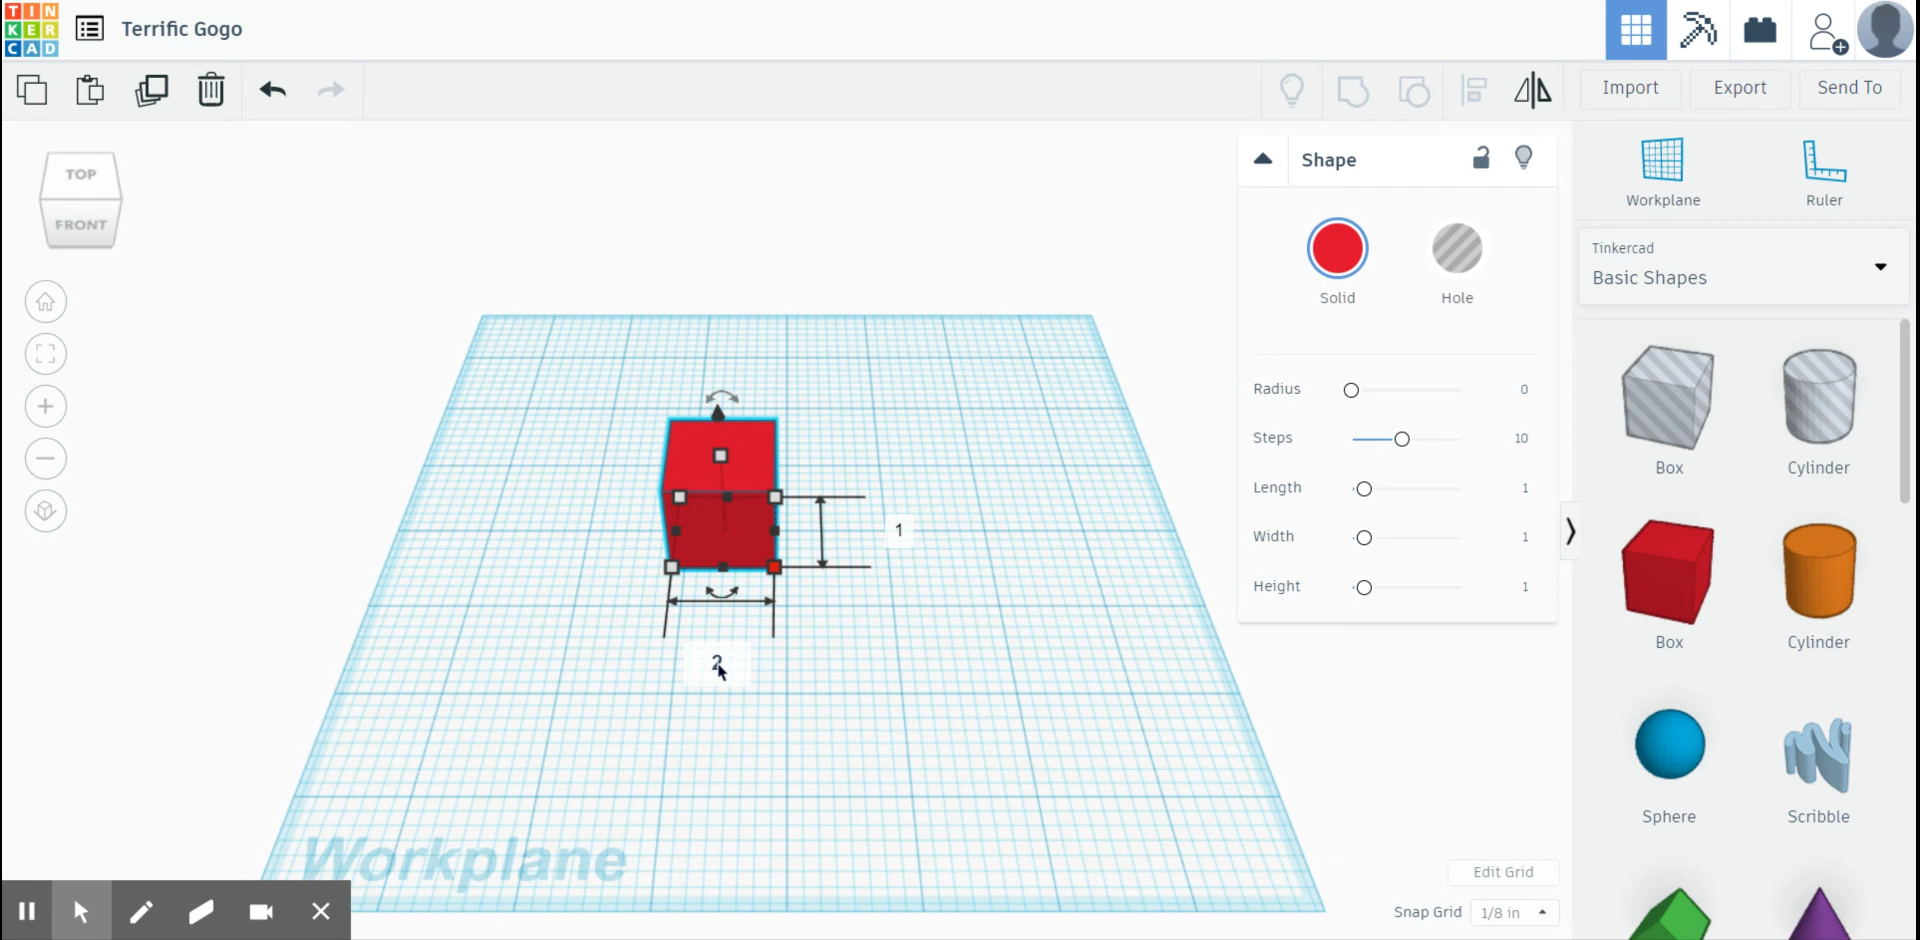 TIN
KER
CAD
Terrific Gogo
Import
Export
Send To
TOP
FRONT
Shape
Solid
Hole
Radius 0
Steps 10
Length 1
Width 1
Height 1
Workplane
Ruler
Tinkercad
Basic Shapes
Box
Cylinder
Box
Cylinder
Sphere
Scribble
1
2
Workplane
Edit Grid
Snap Grid 1/8 in